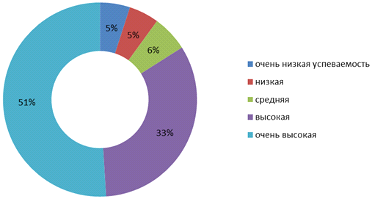 5%
5%
6%
33%
51%
очень низкая успеваемость
низкая
средняя
высокая
очень высокая